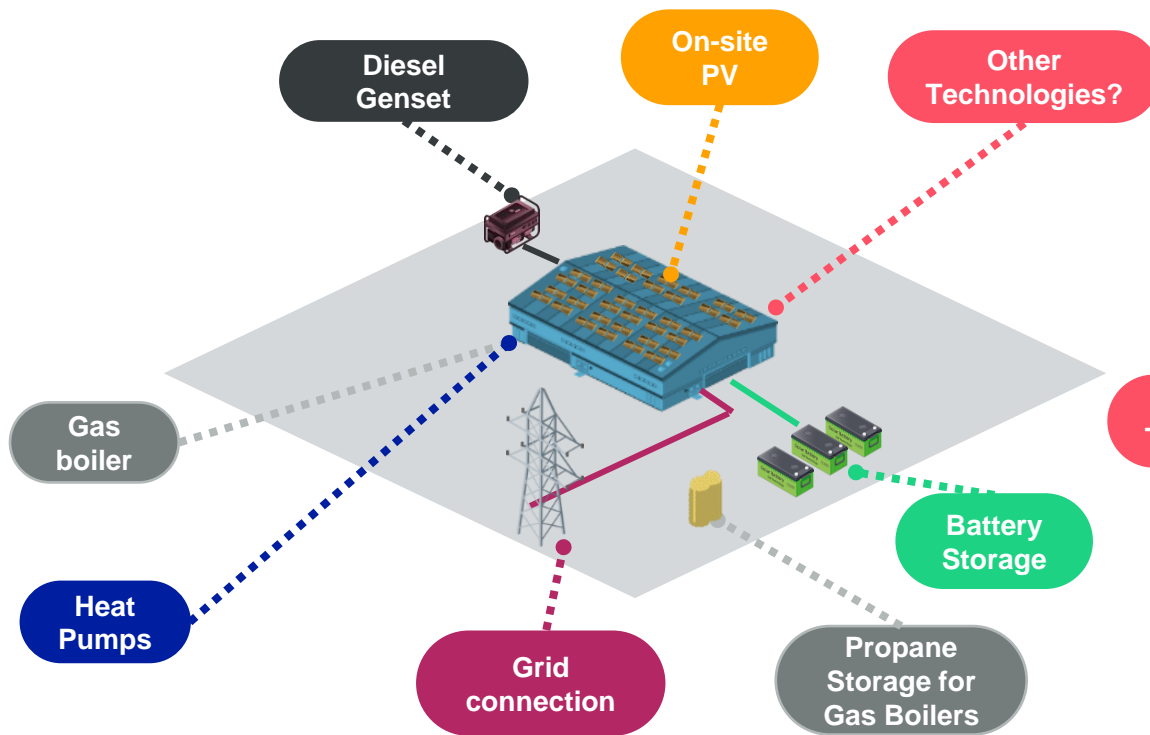 On-site
PV
Diesel
Genset
Other
Technologies?
Gas
boiler
Battery
Storage
Heat
Pumps
Grid
connection
Propane
Storage for
Gas Boilers